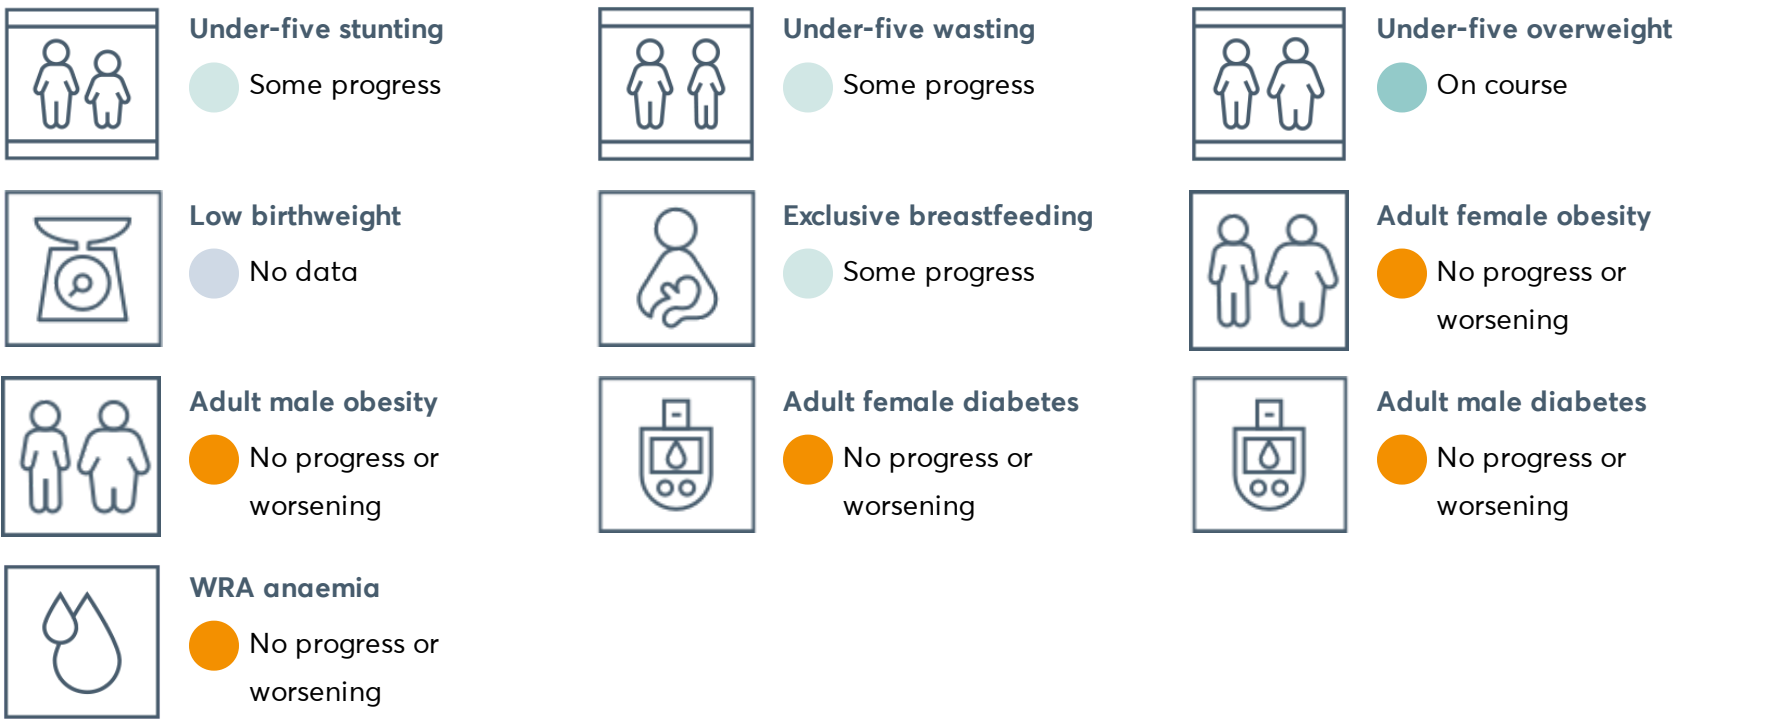 Under-five stunting
Some progress
Under-five wasting
Some progress
Under-five overweight
On course
Low birthweight
No data
Exclusive breastfeeding
Some progress
Adult female obesity
No progress or
worsening
Adult male obesity
No progress or
worsening
Adult female diabetes
No progress or
worsening
Adult male diabetes
No progress or
worsening
WRA anaemia
No progress or
worsening